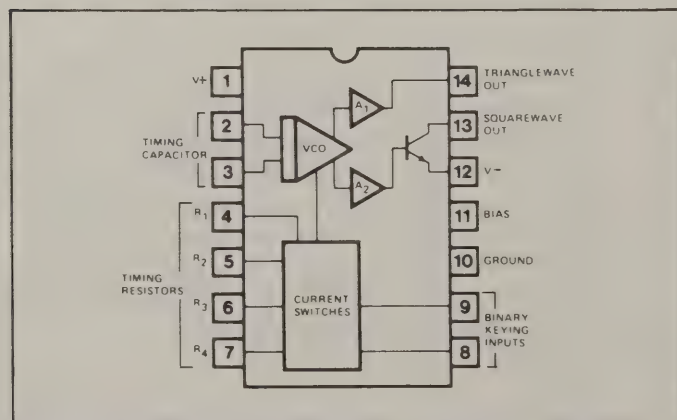 V+ 1
2
TIMING
CAPACITOR
3
R1 4
R2 5
TIMING
RESISTORS
R3 6
R4 7
VCO
A1
A2
CURRENT
SWITCHES
14 TRIANGLEWAVE
OUT
13 SQUAREWAVE
OUT
12 V−
11 BIAS
10 GROUND
9
BINARY
KEYING
INPUTS
8